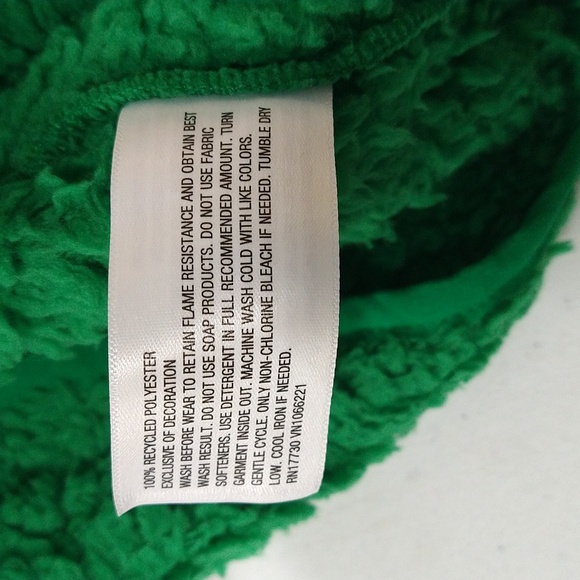 100% RECYCLED POLYESTER
EXCLUSIVE OF DECORATION
WASH BEFORE WEAR TO RETAIN FLAME RESISTANCE AND OBTAIN BEST
WASH RESULT. DO NOT USE SOAP PRODUCTS. DO NOT USE FABRIC
SOFTENERS. USE DETERGENT IN FULL RECOMMENDED AMOUNT. TURN
GARMENT INSIDE OUT. MACHINE WASH COLD WITH LIKE COLORS.
GENTLE CYCLE. ONLY NON-CHLORINE BLEACH IF NEEDED. TUMBLE DRY
LOW. COOL IRON IF NEEDED.
RN17730 VN1066221